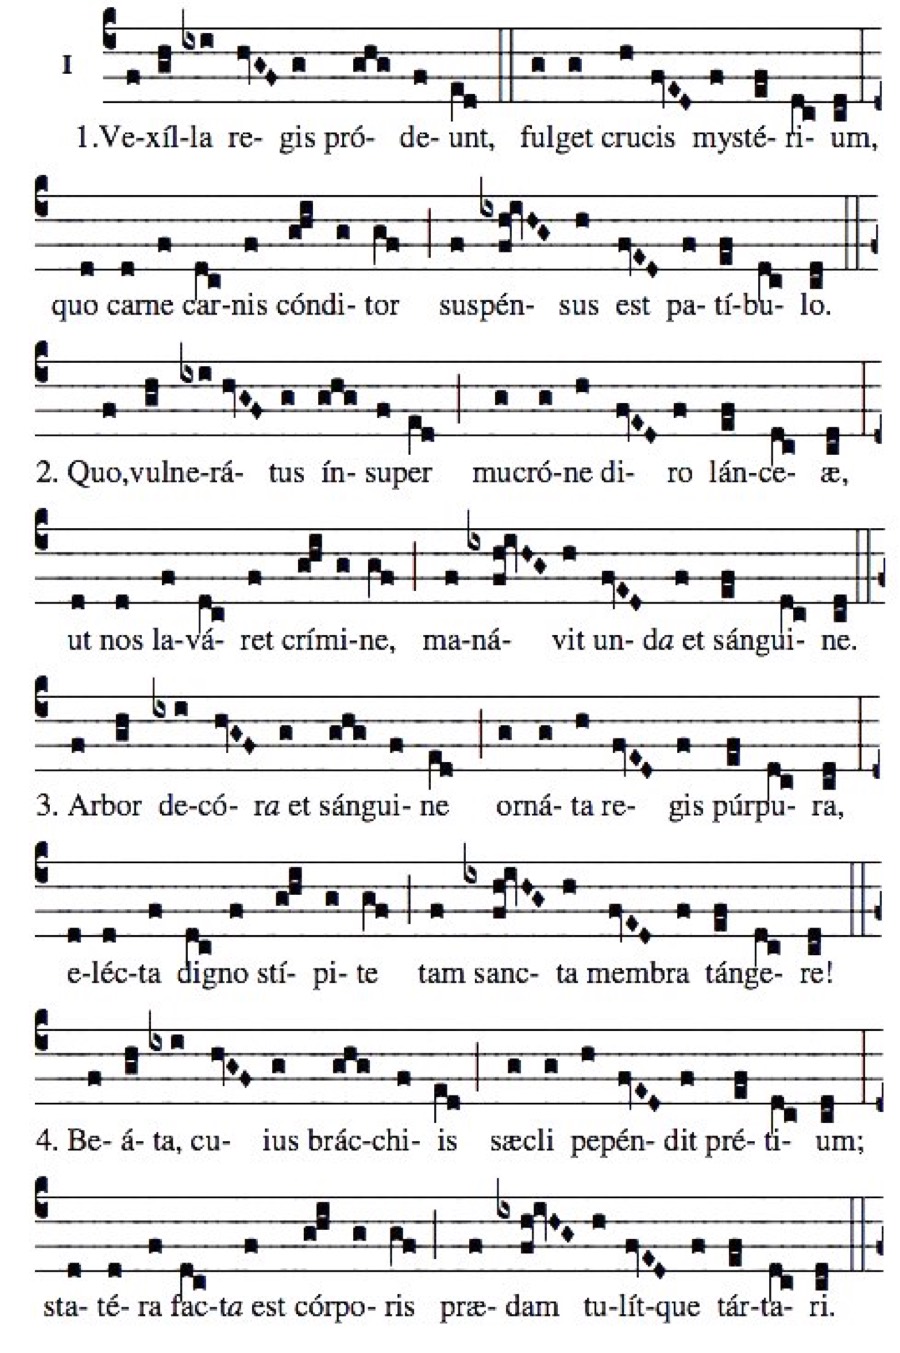 I
1.Ve-xíl-la re- gis pró- de- unt, fulget crucis mysté- ri- um,
quo carne car-nis cóndi- tor suspén- sus est pa- tí-bu- lo.
2. Quo,vulne-rá- tus ín- super mucró-ne di- ro lán-ce- æ,
ut nos la-vá- ret crími-ne, ma-ná- vit un- da et sángui- ne.
3. Arbor de-có- ra et sángui- ne orná- ta re- gis púrpu- ra,
e-léc-ta digno stí- pi- te tam sanc- ta membra tánge- re!
4. Be- á- ta, cu- ius brác-chi- is sæcli pepén- dit pré- ti- um;
sta- té- ra fac-ta est córpo- ris præ- dam tu-lít-que tár-ta- ri.